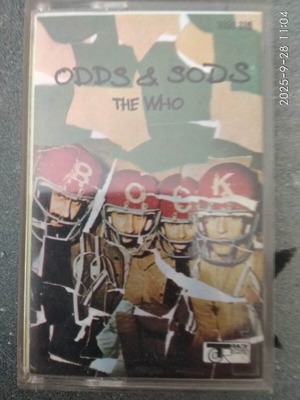 ODDS & SODS
THE WHO
R O C K
2025-9-28 11:04